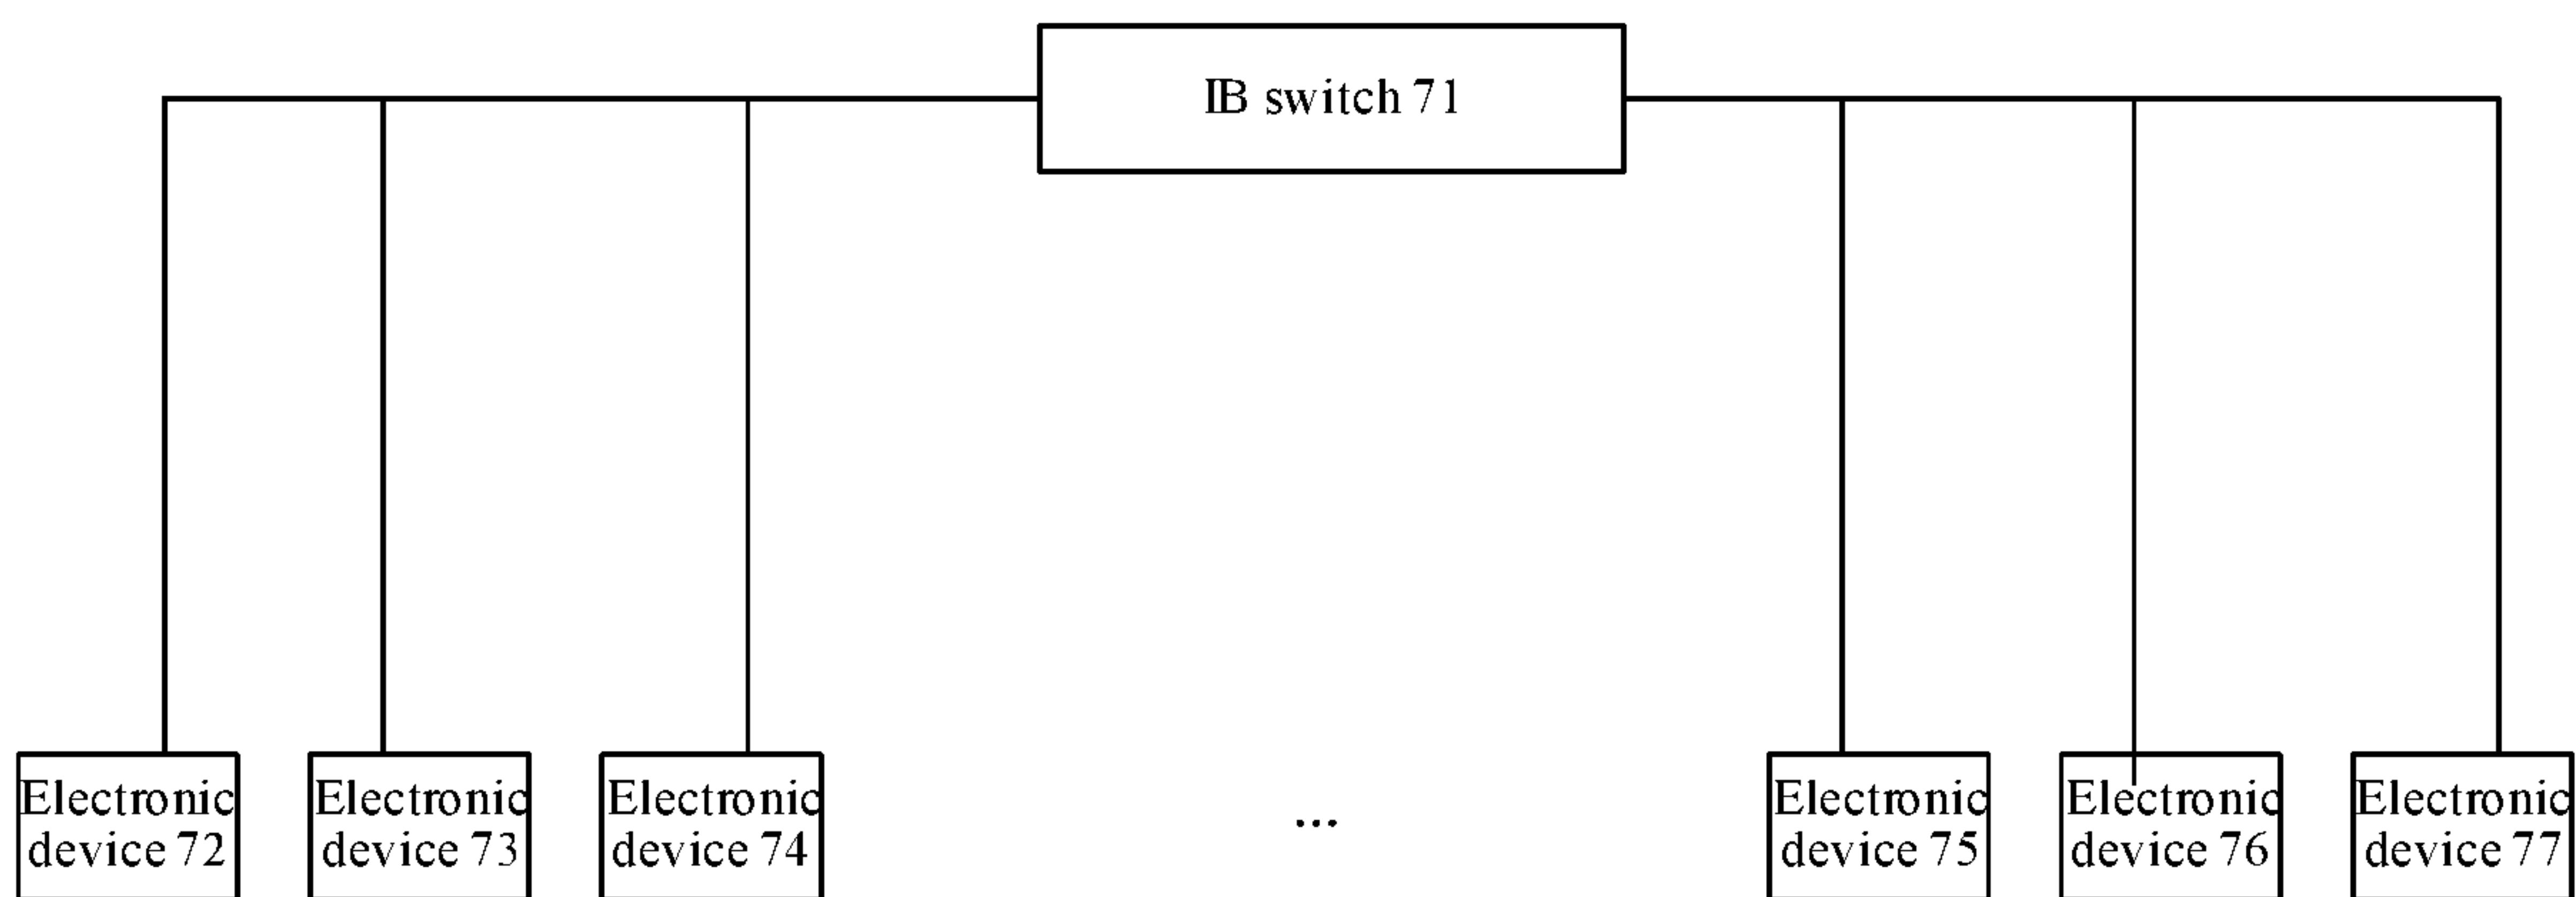 IB switch 71
Electronic
device 72
Electronic
device 73
Electronic
device 74
...
Electronic
device 75
Electronic
device 76
Electronic
device 77